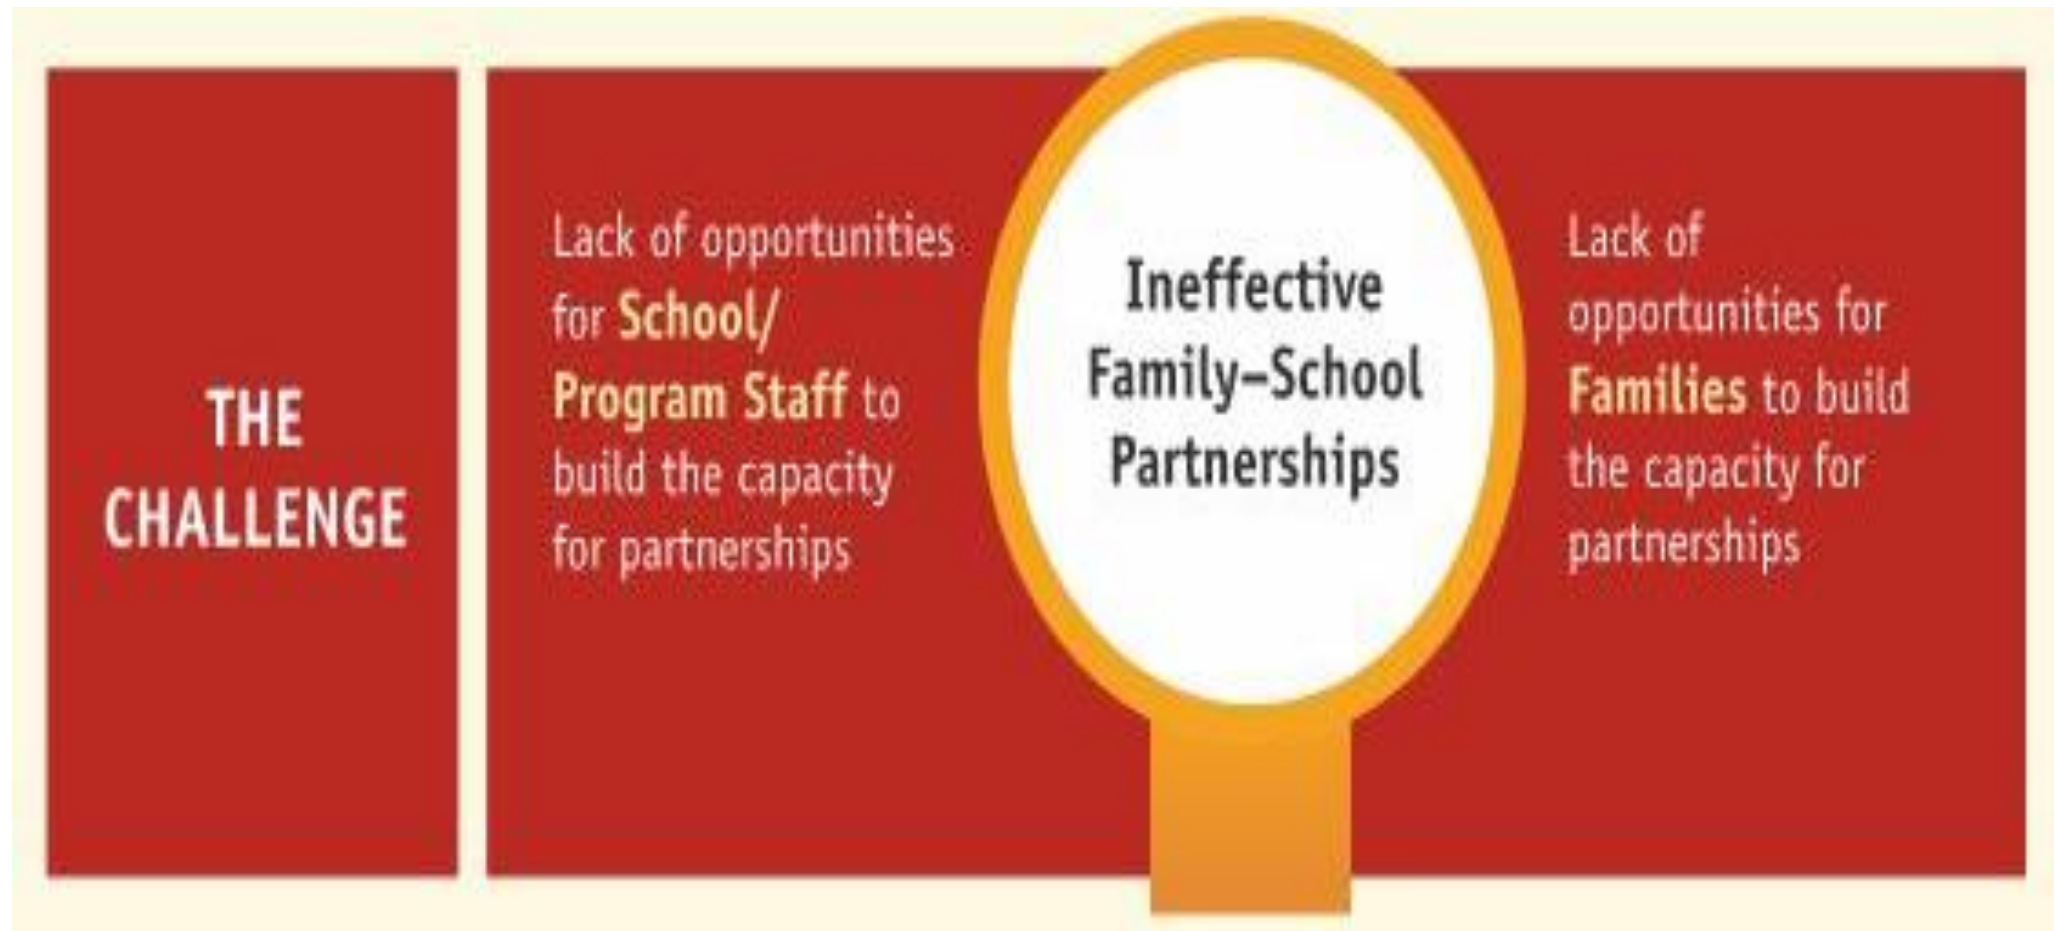 THE
CHALLENGE
Lack of opportunities
for School/
Program Staff to
build the capacity
for partnerships
Ineffective
Family–School
Partnerships
Lack of
opportunities for
Families to build
the capacity for
partnerships